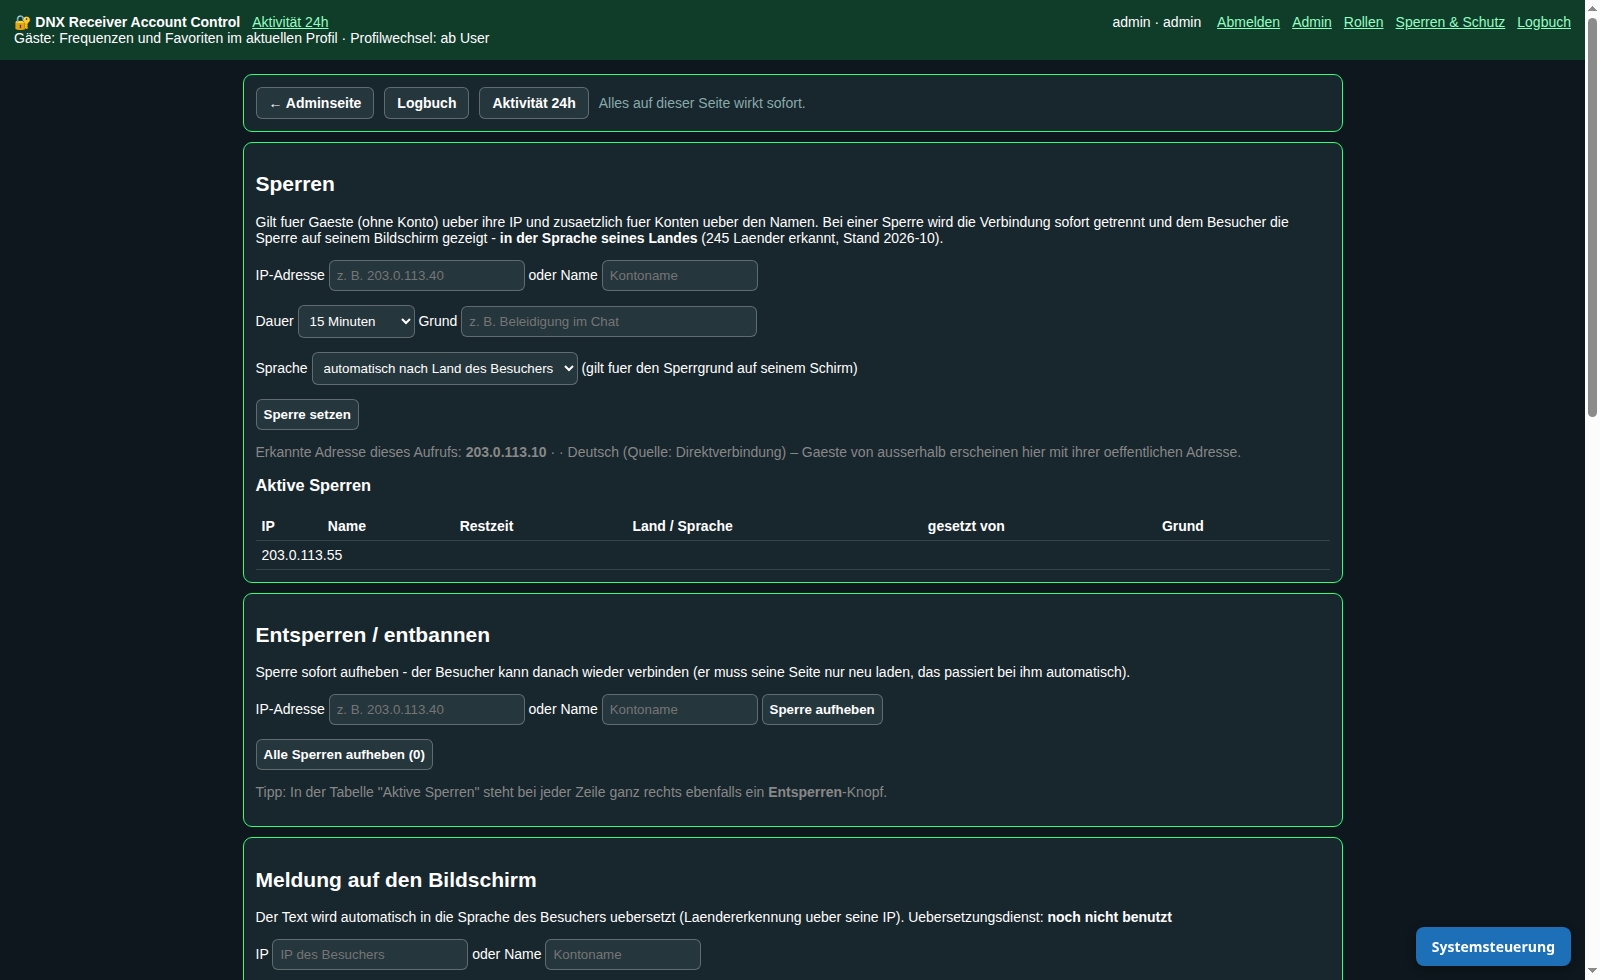 🔐 DNX Receiver Account Control Aktivität 24h
admin · admin Abmelden Admin Rollen Sperren & Schutz Logbuch
Gäste: Frequenzen und Favoriten im aktuellen Profil · Profilwechsel: ab User
← Adminseite Logbuch Aktivität 24h Alles auf dieser Seite wirkt sofort.
Sperren
Gilt fuer Gaeste (ohne Konto) ueber ihre IP und zusaetzlich fuer Konten ueber den Namen. Bei einer Sperre wird die Verbindung sofort getrennt und dem Besucher die
Sperre auf seinem Bildschirm gezeigt - in der Sprache seines Landes (245 Laender erkannt, Stand 2026-10).
IP-Adresse z. B. 203.0.113.40 oder Name Kontoname
Dauer 15 Minuten Grund z. B. Beleidigung im Chat
Sprache automatisch nach Land des Besuchers (gilt fuer den Sperrgrund auf seinem Schirm)
Sperre setzen
Erkannte Adresse dieses Aufrufs: 203.0.113.10 · · Deutsch (Quelle: Direktverbindung) – Gaeste von ausserhalb erscheinen hier mit ihrer oeffentlichen Adresse.
Aktive Sperren
IP Name Restzeit Land / Sprache gesetzt von Grund
203.0.113.55
Entsperren / entbannen
Sperre sofort aufheben - der Besucher kann danach wieder verbinden (er muss seine Seite nur neu laden, das passiert bei ihm automatisch).
IP-Adresse z. B. 203.0.113.40 oder Name Kontoname Sperre aufheben
Alle Sperren aufheben (0)
Tipp: In der Tabelle "Aktive Sperren" steht bei jeder Zeile ganz rechts ebenfalls ein Entsperren-Knopf.
Meldung auf den Bildschirm
Der Text wird automatisch in die Sprache des Besuchers uebersetzt (Laendererkennung ueber seine IP). Uebersetzungsdienst: noch nicht benutzt
IP IP des Besuchers oder Name Kontoname
Systemsteuerung